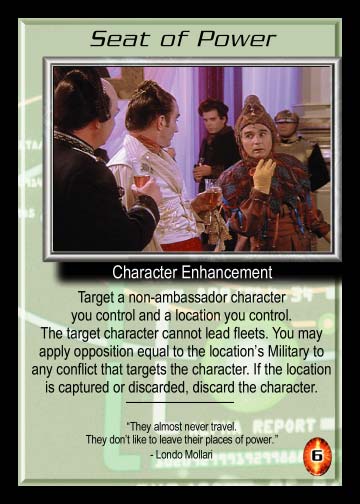 Seat of Power
Character Enhancement
Target a non-ambassador character
you control and a location you control.
The target character cannot lead fleets. You may
apply opposition equal to the location's Military to
any conflict that targets the character. If the location
is captured or discarded, discard the character.
"They almost never travel.
They don't like to leave their places of power."
- Londo Mollari
REPORT
6